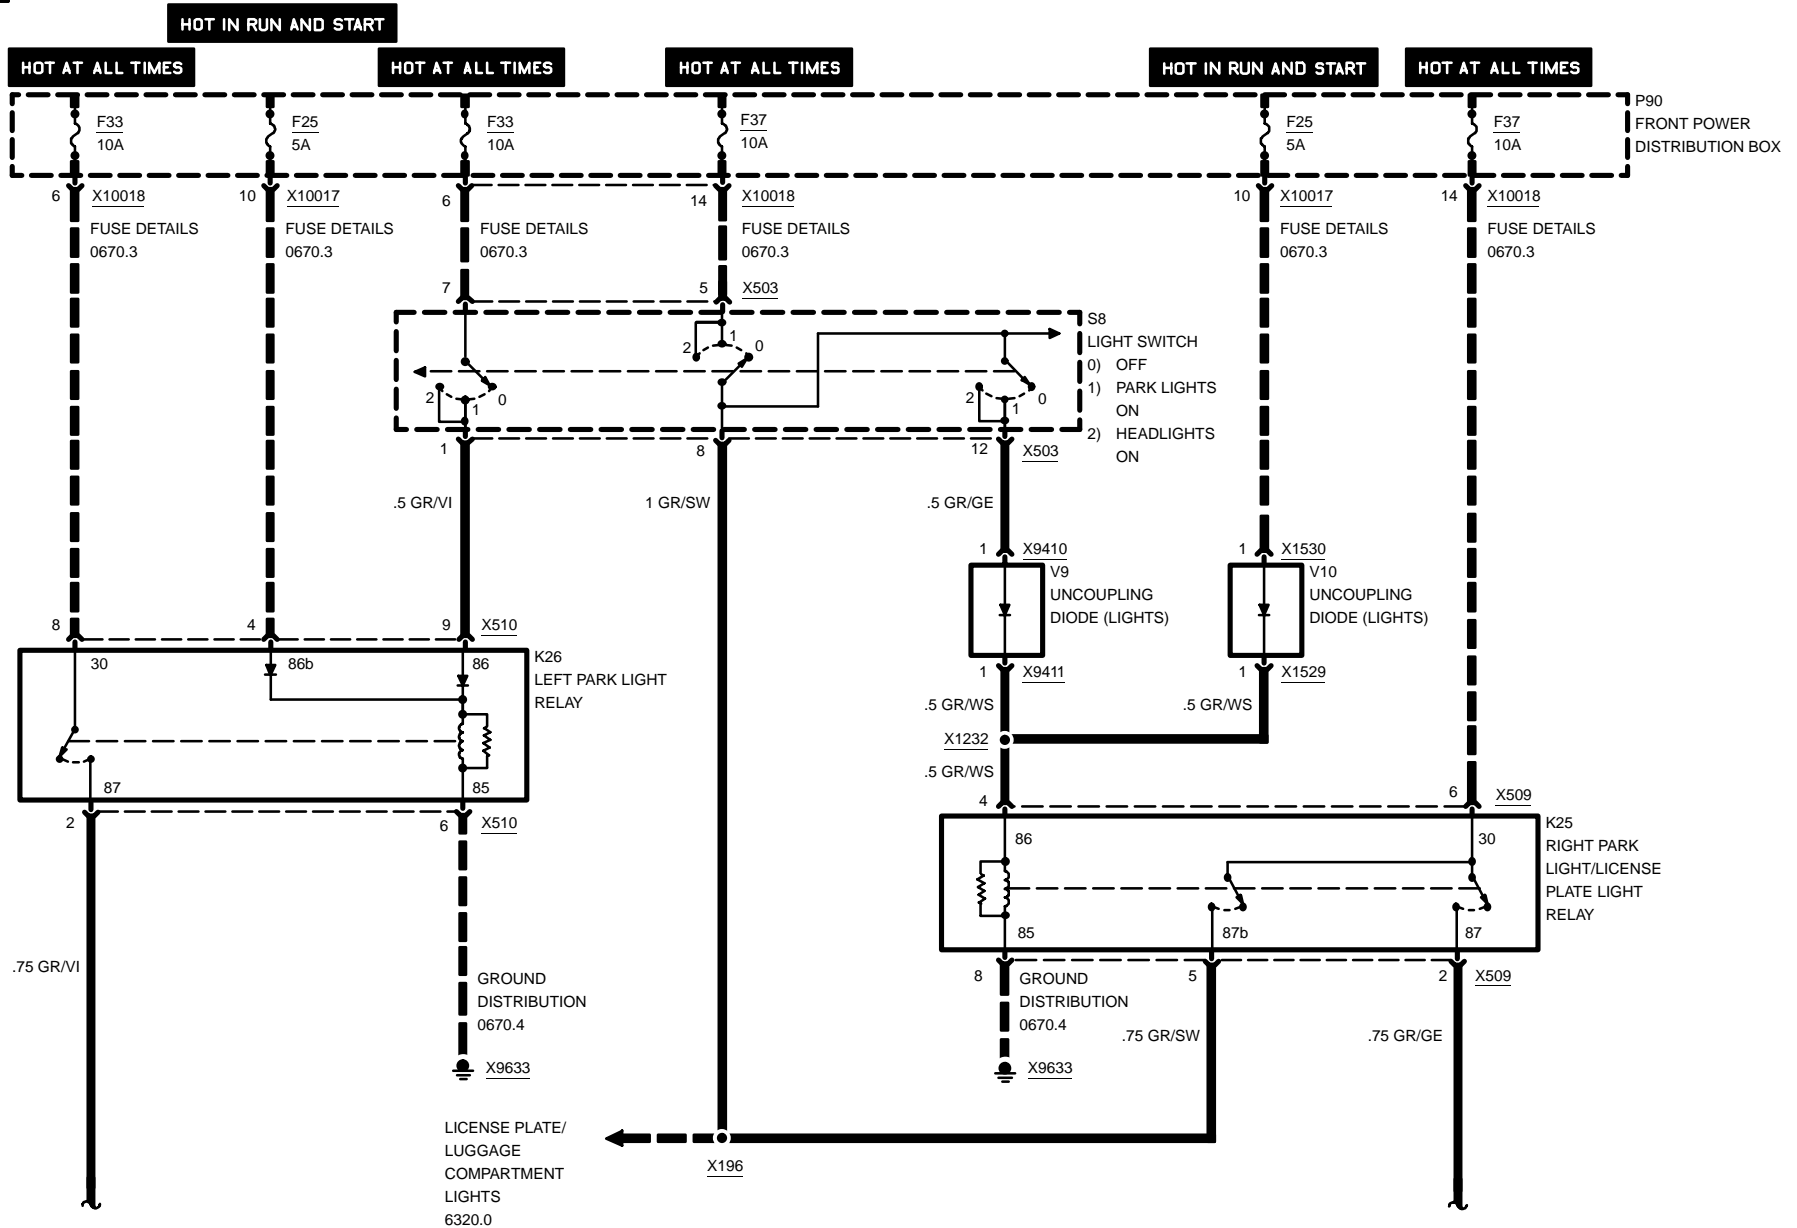 HOT IN RUN AND START
HOT AT ALL TIMES
HOT AT ALL TIMES
HOT AT ALL TIMES
HOT IN RUN AND START
HOT AT ALL TIMES
F33
10A
F25
5A
F33
10A
F37
10A
F25
5A
F37
10A
P90
FRONT POWER
DISTRIBUTION BOX
6 X10018
10 X10017
6
14 X10018
10 X10017
14 X10018
FUSE DETAILS
0670.3
FUSE DETAILS
0670.3
FUSE DETAILS
0670.3
FUSE DETAILS
0670.3
FUSE DETAILS
0670.3
FUSE DETAILS
0670.3
7
5 X503
2
1
0
2
1
0
2
1
0
S8
LIGHT SWITCH
0) OFF
1) PARK LIGHTS
ON
2) HEADLIGHTS
ON
1
8
12 X503
.5 GR/VI
1 GR/SW
.5 GR/GE
1 X9410
V9
UNCOUPLING
DIODE (LIGHTS)
1 X9411
1 X1530
V10
UNCOUPLING
DIODE (LIGHTS)
1 X1529
8
4
9 X510
30
86b
86
K26
LEFT PARK LIGHT
RELAY
87
85
2
6 X510
.5 GR/WS
.5 GR/WS
X1232
.5 GR/WS
4
6 X509
86
30
K25
RIGHT PARK
LIGHT/LICENSE
PLATE LIGHT
RELAY
85
87b
87
8
5
2 X509
.75 GR/VI
GROUND
DISTRIBUTION
0670.4
X9633
GROUND
DISTRIBUTION
0670.4
X9633
.75 GR/SW
.75 GR/GE
LICENSE PLATE/
LUGGAGE
COMPARTMENT
LIGHTS
6320.0
X196